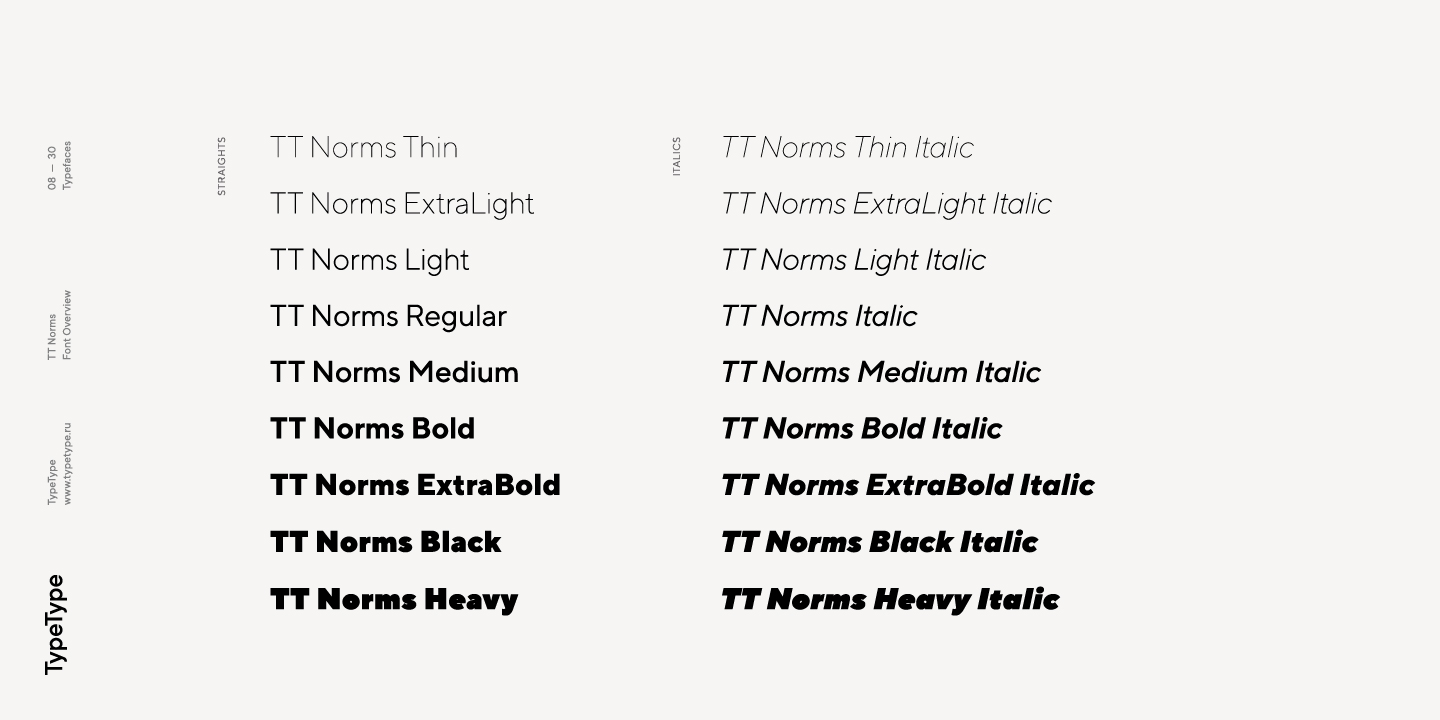 08 — 30
Typefaces
TT Norms
Font Overview
TypeType
www.typetype.ru
TypeType
STRAIGHTS
TT Norms Thin
TT Norms ExtraLight
TT Norms Light
TT Norms Regular
TT Norms Medium
TT Norms Bold
TT Norms ExtraBold
TT Norms Black
TT Norms Heavy
ITALICS
TT Norms Thin Italic
TT Norms ExtraLight Italic
TT Norms Light Italic
TT Norms Italic
TT Norms Medium Italic
TT Norms Bold Italic
TT Norms ExtraBold Italic
TT Norms Black Italic
TT Norms Heavy Italic